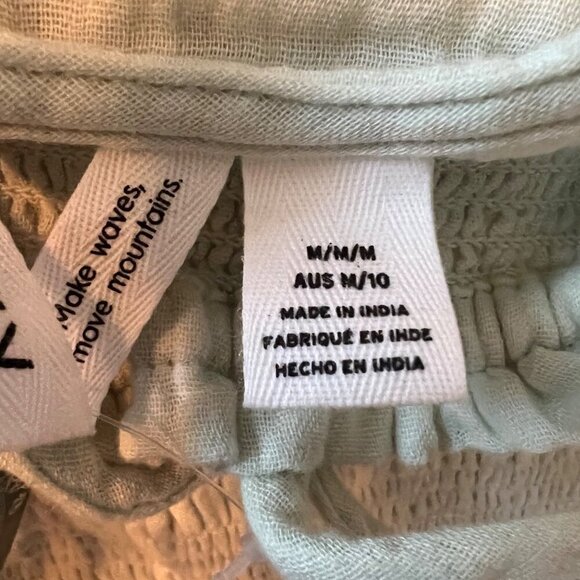 Make waves,
move mountains.
M/M/M
AUS M/10
MADE IN INDIA
FABRIQUÉ EN INDE
HECHO EN INDIA